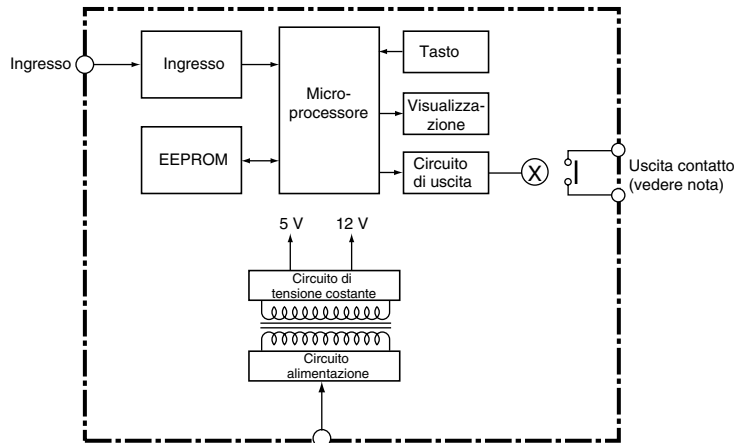 Ingresso
Ingresso
EEPROM
Micro-
processore
Tasto
Visualizza-
zione
Circuito
di uscita
X
Uscita contatto
(vedere nota)
5 V
12 V
Circuito di
tensione costante
Circuito
alimentazione